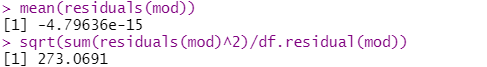 > mean(residuals(mod))
[1] -4.79636e-15
> sqrt(sum(residuals(mod)^2)/df.residual(mod))
[1] 273.0691